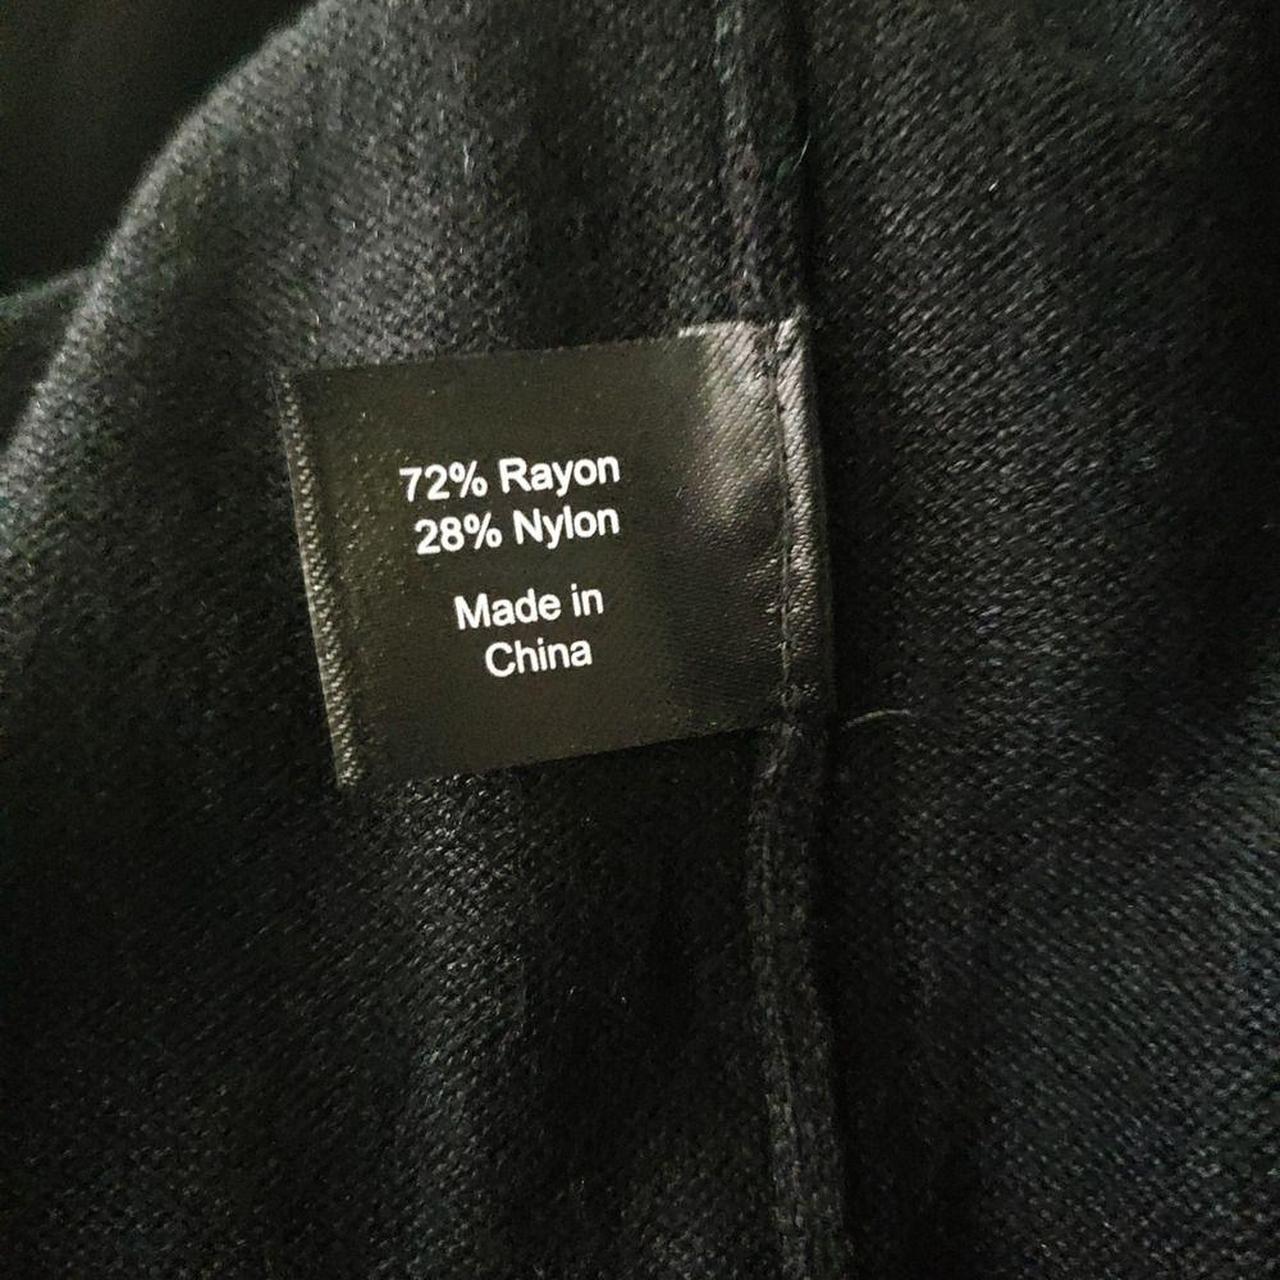 72% Rayon
28% Nylon
Made in
China